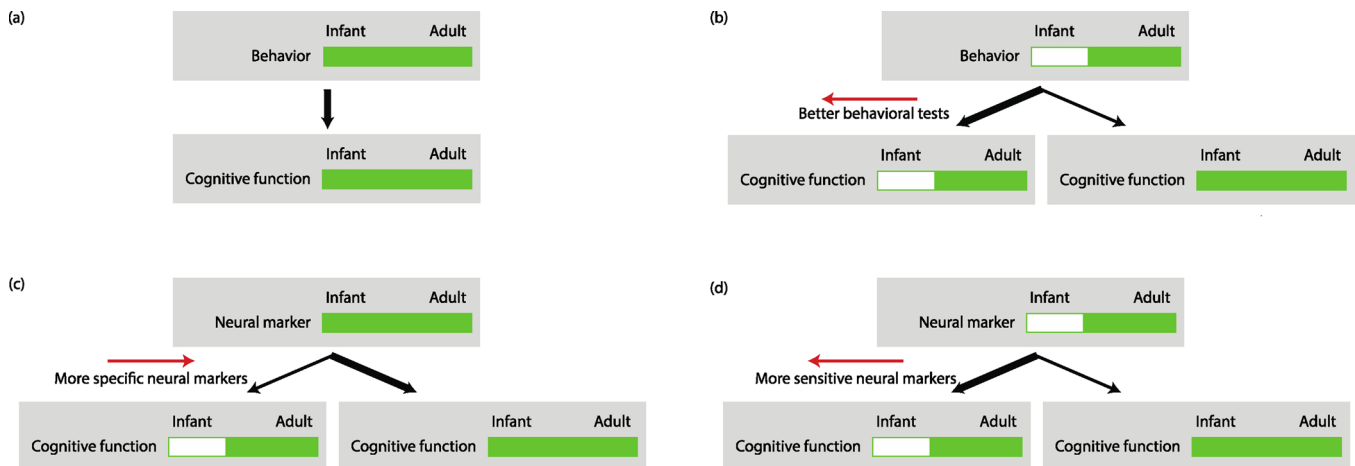 (a)
Infant Adult
Behavior
Infant Adult
Cognitive function
(b)
Infant Adult
Behavior
Better behavioral tests
Infant Adult
Cognitive function
Infant Adult
Cognitive function
(c)
Infant Adult
Neural marker
More specific neural markers
Infant Adult
Cognitive function
Infant Adult
Cognitive function
(d)
Infant Adult
Neural marker
More sensitive neural markers
Infant Adult
Cognitive function
Infant Adult
Cognitive function